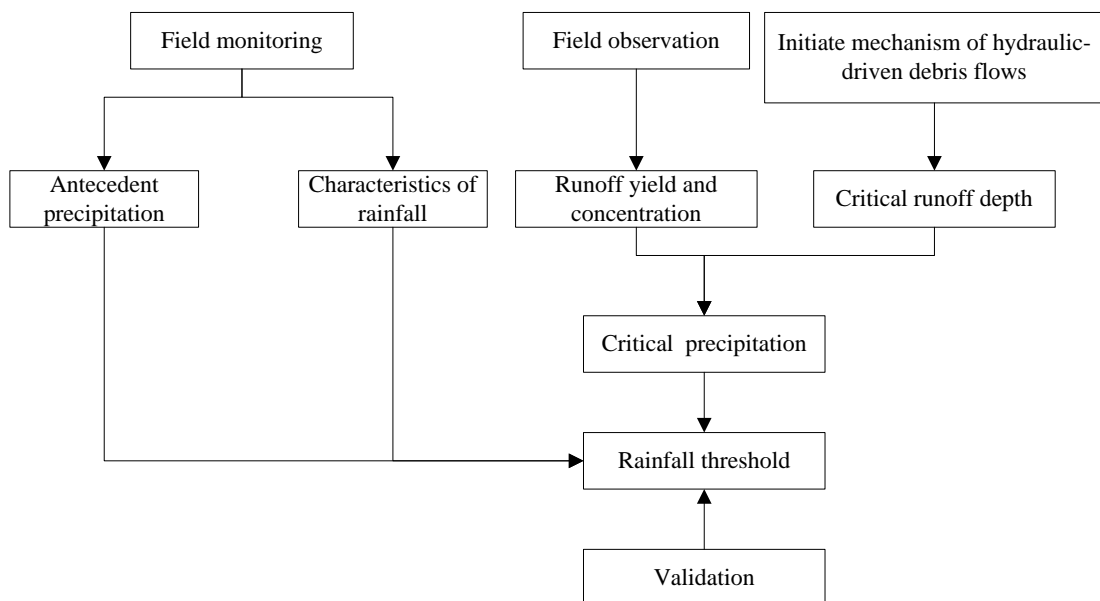 Field monitoring
Field observation
Initiate mechanism of hydraulic-
driven debris flows
Antecedent
precipitation
Characteristics of
rainfall
Runoff yield and
concentration
Critical runoff depth
Critical precipitation
Rainfall threshold
Validation